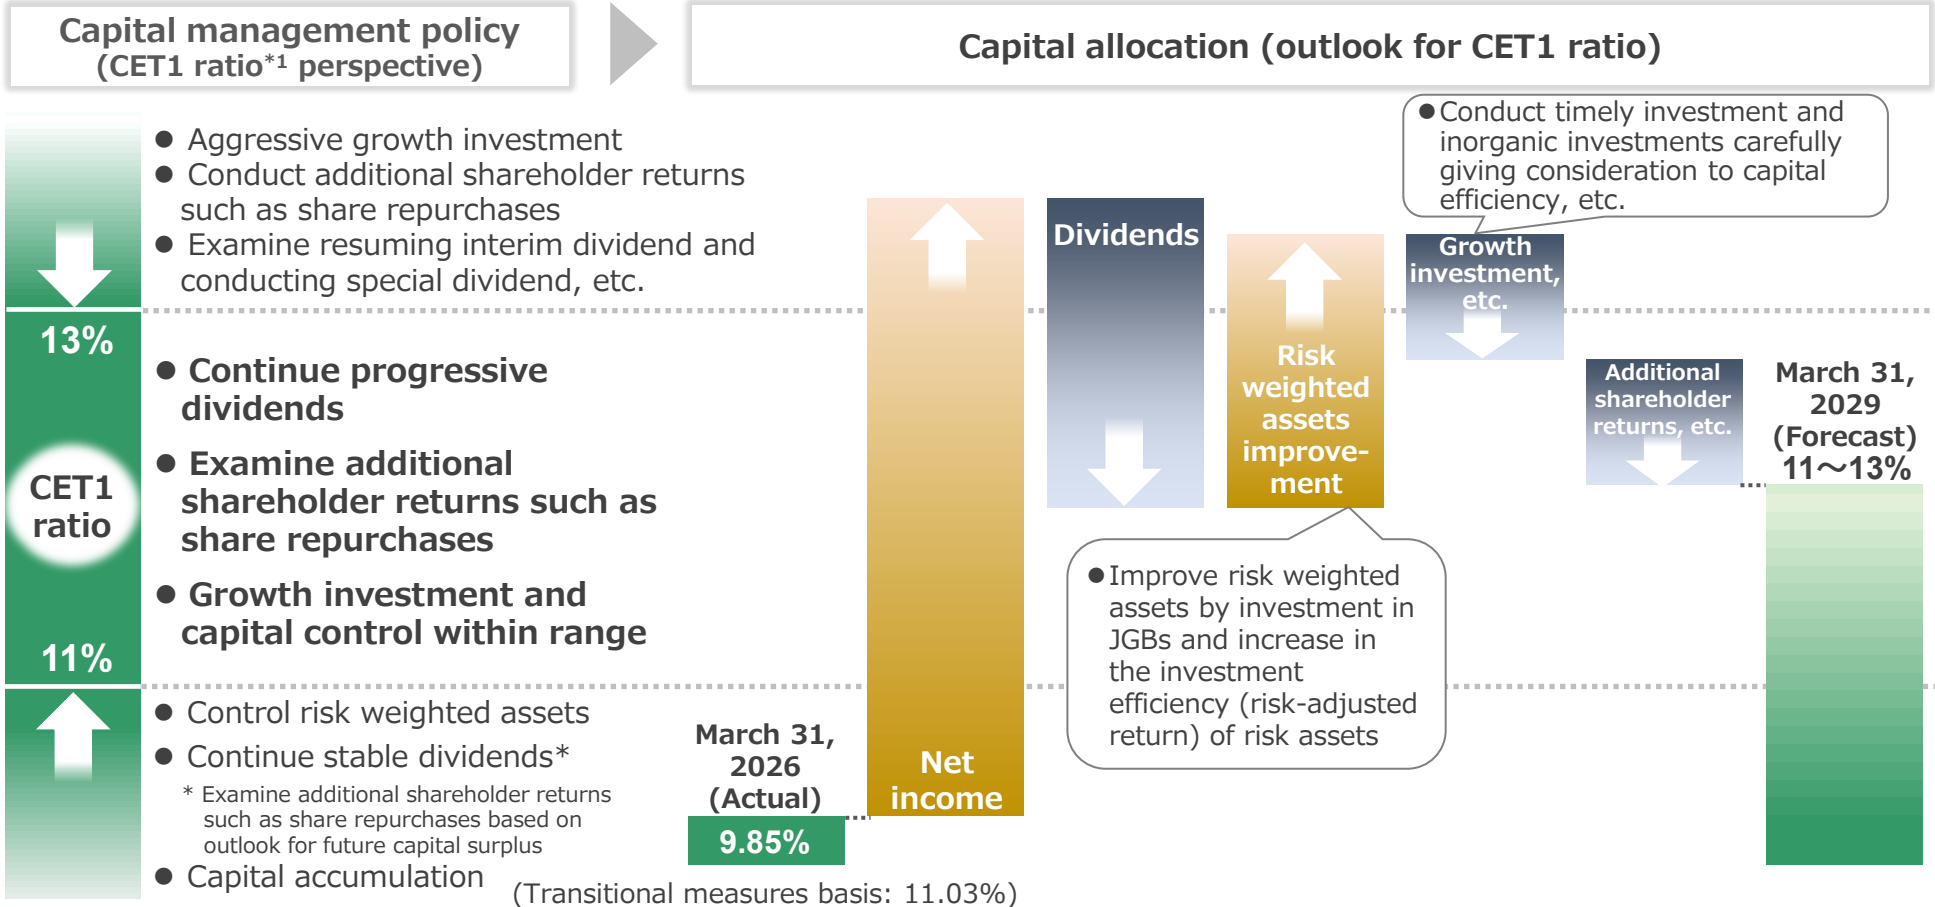 Capital management policy
(CET1 ratio*1 perspective)
Capital allocation (outlook for CET1 ratio)
● Aggressive growth investment
● Conduct additional shareholder returns
such as share repurchases
● Examine resuming interim dividend and
conducting special dividend, etc.
13%
● Continue progressive
dividends
● Examine additional
shareholder returns such as
share repurchases
● Growth investment and
capital control within range
CET1
ratio
11%
● Control risk weighted assets
● Continue stable dividends*
* Examine additional shareholder returns
such as share repurchases based on
outlook for future capital surplus
● Capital accumulation
March 31,
2026
(Actual)
9.85%
(Transitional measures basis: 11.03%)
Net
income
Dividends
Risk
weighted
assets
improve-
ment
● Improve risk weighted
assets by investment in
JGBs and increase in
the investment
efficiency (risk-adjusted
return) of risk assets
● Conduct timely investment and
inorganic investments carefully
giving consideration to capital
efficiency, etc.
Growth
investment,
etc.
Additional
shareholder
returns, etc.
March 31,
2029
(Forecast)
11～13%